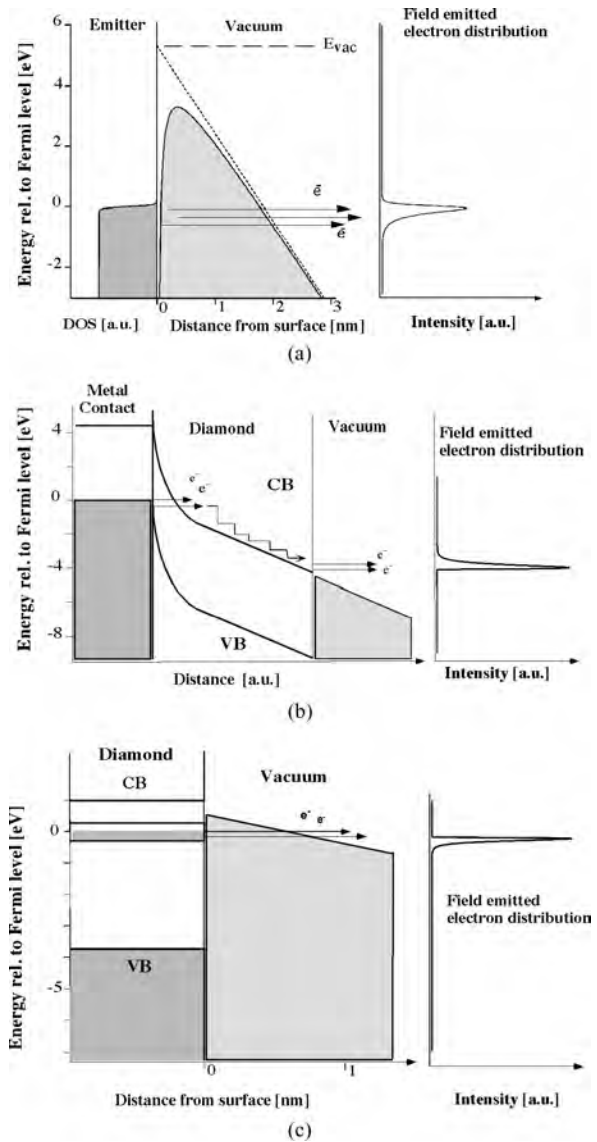 Emitter
Vacuum
Field emitted
electron distribution
Energy rel. to Fermi level [eV]
6
4
2
0
-2
E_vac
ē
ē
0
1
2
3
DOS [a.u.]
Distance from surface [nm]
Intensity [a.u.]
(a)
Metal
Contact
Diamond
Vacuum
Field emitted
electron distribution
Energy rel. to Fermi level [eV]
4
0
-4
-8
e⁻
e⁻
CB
e⁻
e⁻
VB
Distance [a.u.]
Intensity [a.u.]
(b)
Diamond
CB
Vacuum
Energy rel. to Fermi level [eV]
0
-5
e⁻
e⁻
VB
Field emitted
electron distribution
0
1
Distance from surface [nm]
Intensity [a.u.]
(c)